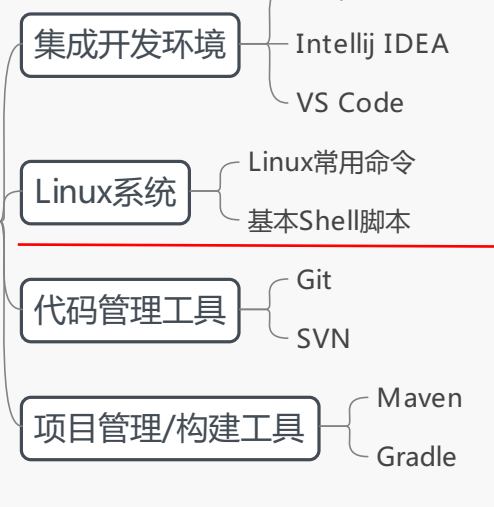 集成开发环境
Intellij IDEA
VS Code
Linux系统
Linux常用命令
基本Shell脚本
代码管理工具
Git
SVN
项目管理/构建工具
Maven
Gradle